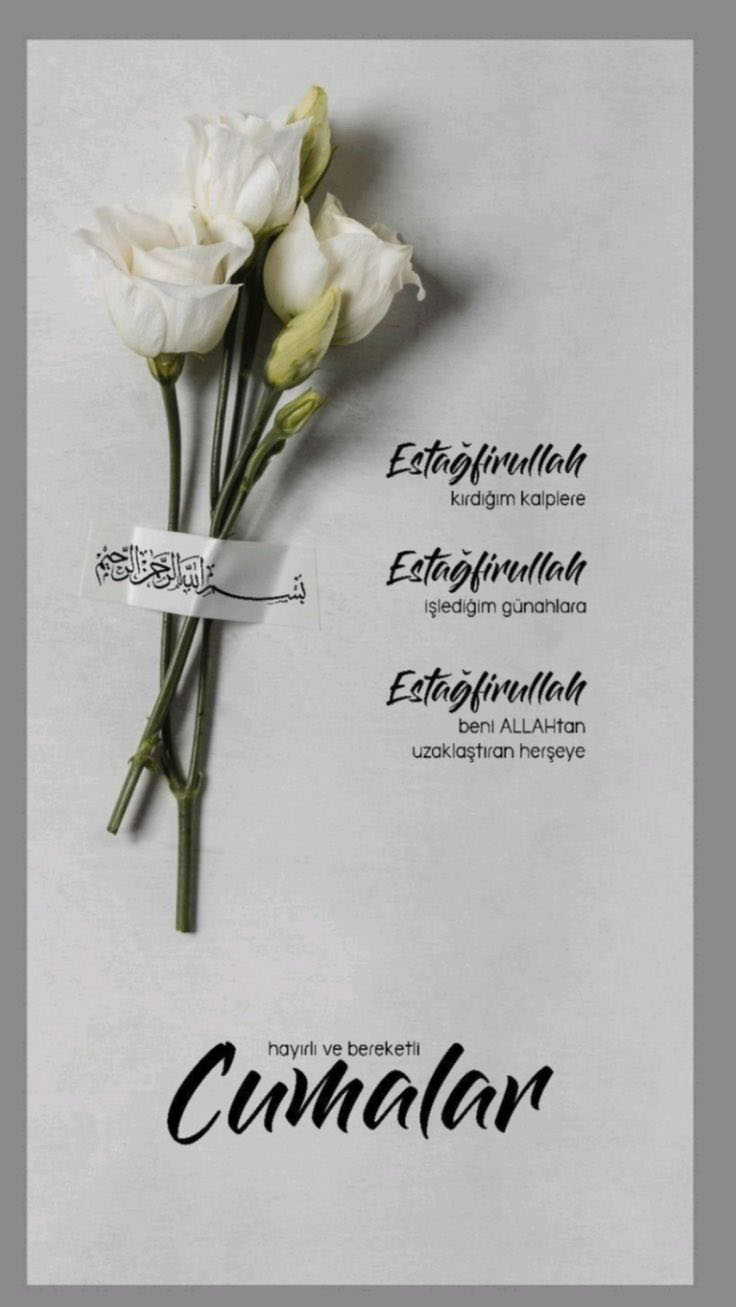 Estağfirullah
kırdığım kalplere
بسم الله الرحمن الرحيم
Estağfirullah
işlediğim günahlara
Estağfirullah
beni ALLAHtan
uzaklaştıran herşeye
hayırlı ve bereketli
Cumalar